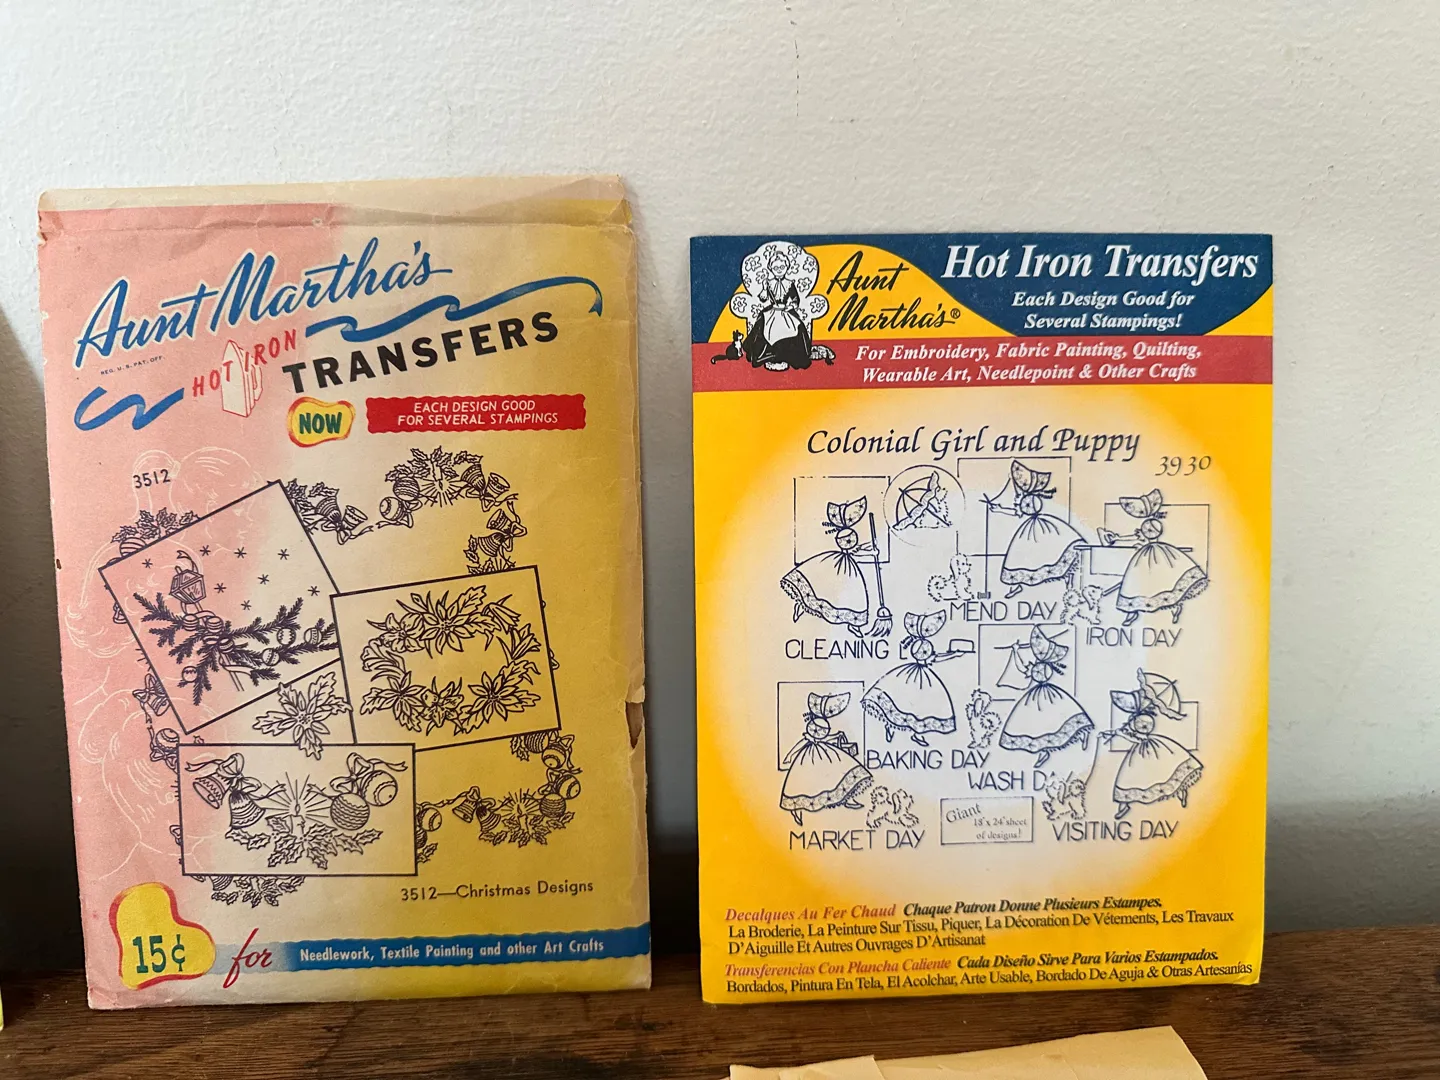 Aunt Martha's
REG. U. S. PAT. OFF.
HOT IRON
TRANSFERS
NOW
EACH DESIGN GOOD
FOR SEVERAL STAMPINGS
3512
3512—Christmas Designs
15¢
for
Needlework, Textile Painting and other Art Crafts
Aunt
Martha's®
Hot Iron Transfers
Each Design Good for
Several Stampings!
For Embroidery, Fabric Painting, Quilting,
Wearable Art, Needlepoint & Other Crafts
Colonial Girl and Puppy
3930
MEND DAY
IRON DAY
CLEANING
BAKING DAY
WASH
MARKET DAY
Giant
18"x 24"sheet
of designs!
VISITING DAY
Decalques Au Fer Chaud Chaque Patron Donne Plusieurs Estampes.
La Broderie, La Peinture Sur Tissu, Piquer, La Décoration De Vétements, Les Travaux
D'Aiguille Et Autres Ouvrages D'Artisanat
Transferencias Con Plancha Caliente Cada Diseño Sirve Para Varios Estampados.
Bordados, Pintura En Tela, El Acolchar, Arte Usable, Bordado De Aguja & Otras Artesanías